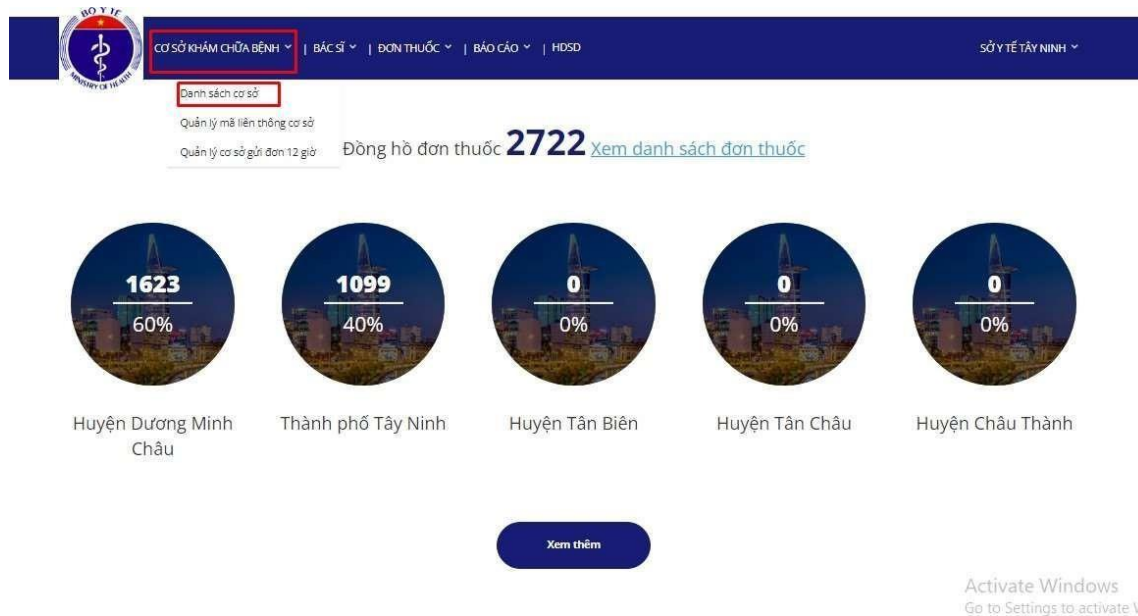 BỘ Y TẾ
MINISTRY OF HEALTH
CƠ SỞ KHÁM CHỮA BỆNH | BÁC SĨ | ĐƠN THUỐC | BÁO CÁO | HDSD
SỞ Y TẾ TÂY NINH
Danh sách cơ sở
Quản lý mã liên thông cơ sở
Quản lý cơ sở gửi đơn 12 giờ
Đồng hồ đơn thuốc 2722 Xem danh sách đơn thuốc
1623
60%
Huyện Dương Minh
Châu
1099
40%
Thành phố Tây Ninh
0
0%
Huyện Tân Biên
0
0%
Huyện Tân Châu
0
0%
Huyện Châu Thành
Xem thêm
Activate Windows
Go to Settings to activate